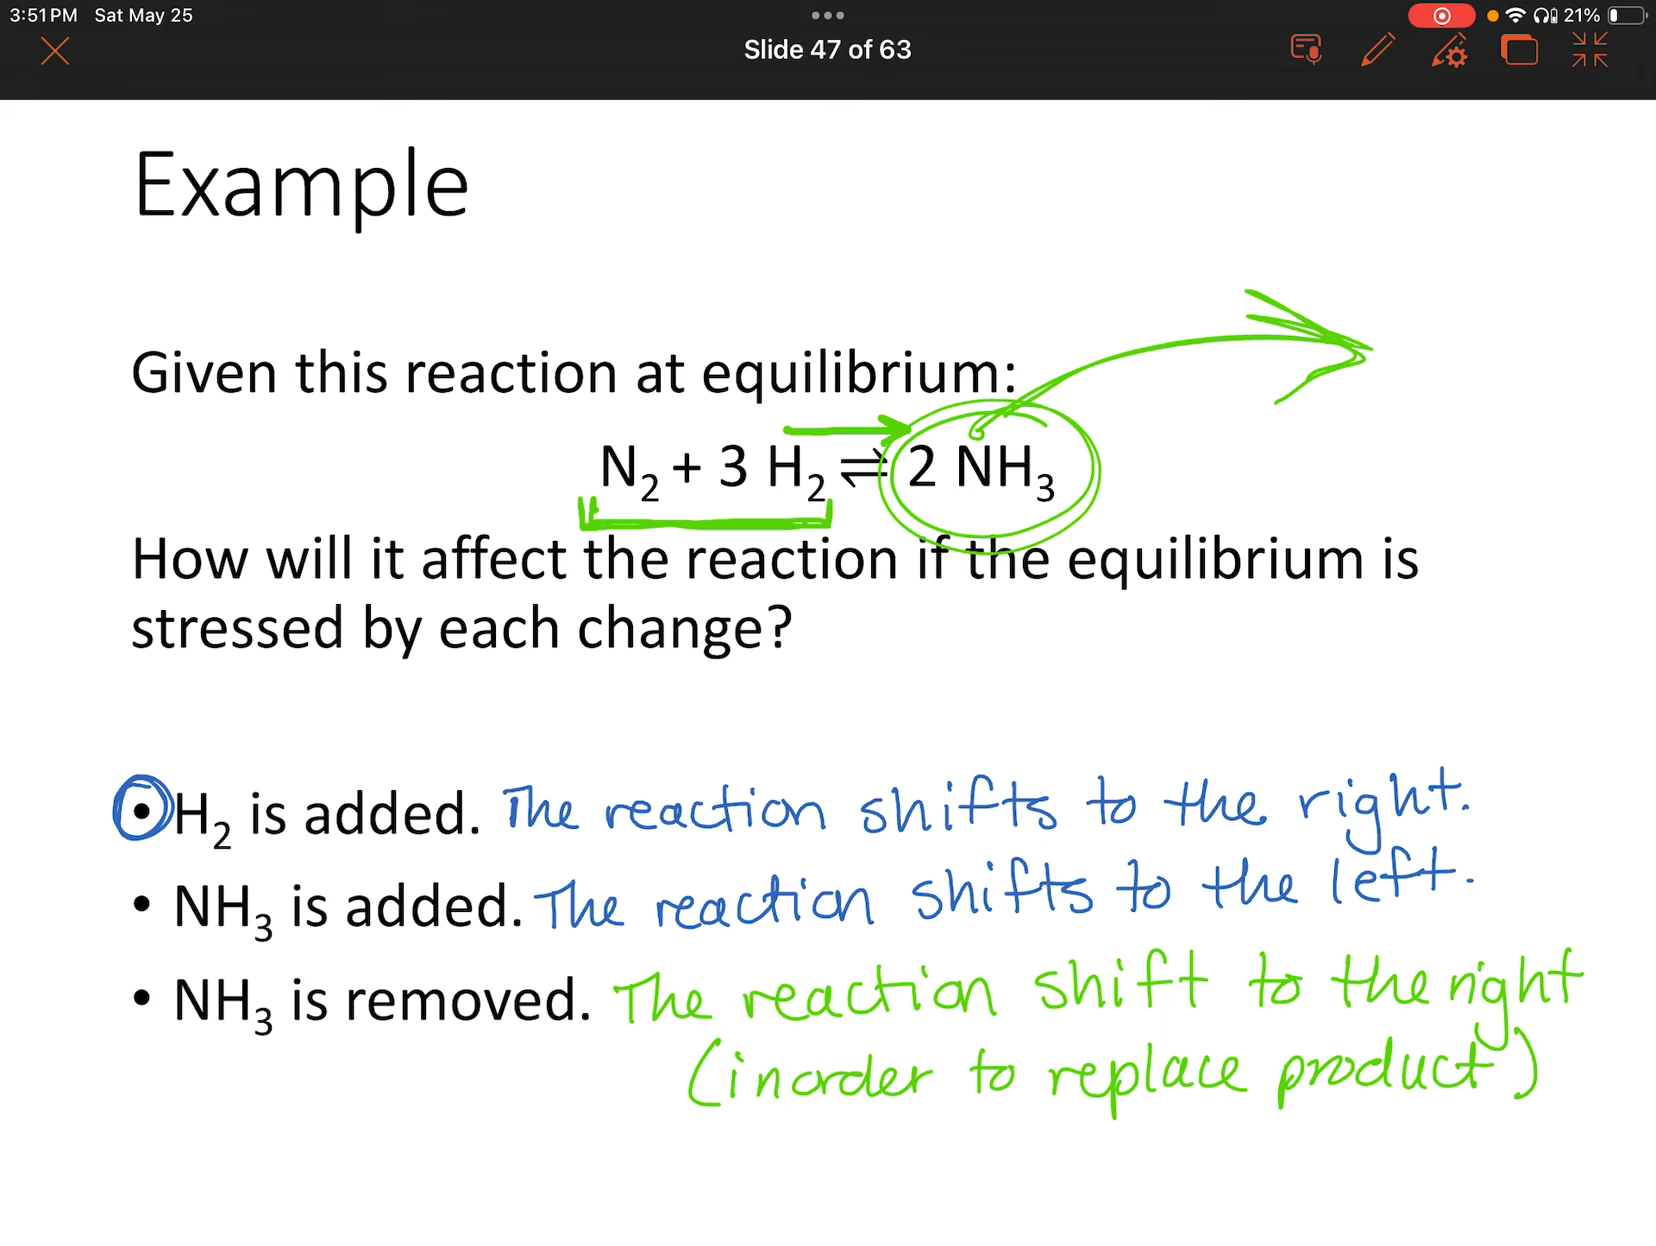 3:51 PM Sat May 25
21%
Slide 47 of 63
Example
Given this reaction at equilibrium:
N₂ + 3 H₂ ⇌ 2 NH₃
How will it affect the reaction if the equilibrium is
stressed by each change?
• H₂ is added. The reaction shifts to the right.
• NH₃ is added. The reaction shifts to the left.
• NH₃ is removed. The reaction shift to the right
(inorder to replace product)